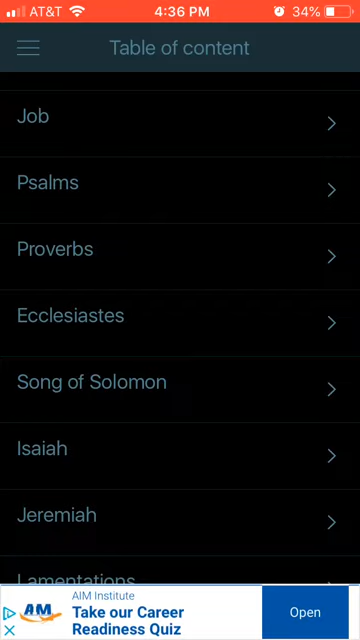 AT&T 4:36 PM 34%
Table of content
Job
Psalms
Proverbs
Ecclesiastes
Song of Solomon
Isaiah
Jeremiah
Lamentations
AIM Institute
AIM
Take our Career
Readiness Quiz
Open